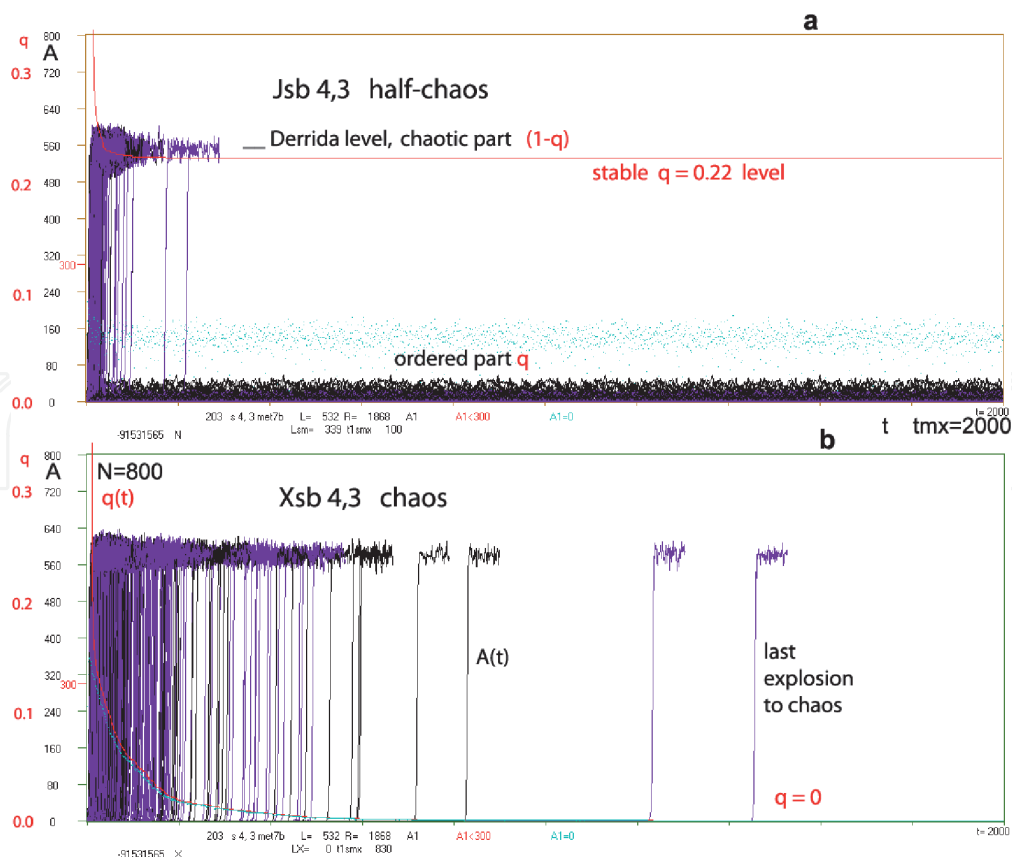 a
q
A
800
0.3
720
640
560
0.2
480
400
320
300
0.1
240
160
80
0.0
0
Jsb 4,3 half-chaos
__ Derrida level, chaotic part (1-q)
stable q = 0.22 level
ordered part q
t= 2000
203 s 4, 3 met7b L= 532 R= 1868 A1 A1<300 A1=0
Lsm= 339 t1smx 100
-91531565 N
t tmx=2000
b
q
A
800
N=800
0.3
720
q(t)
Xsb 4,3 chaos
640
560
0.2
480
400
320
300
0.1
240
160
80
0.0
0
A(t)
last
explosion
to chaos
q = 0
t= 2000
203 s 4, 3 met7b L= 532 R= 1868 A1 A1<300 A1=0
LX= 0 t1smx 830
-91531565 X